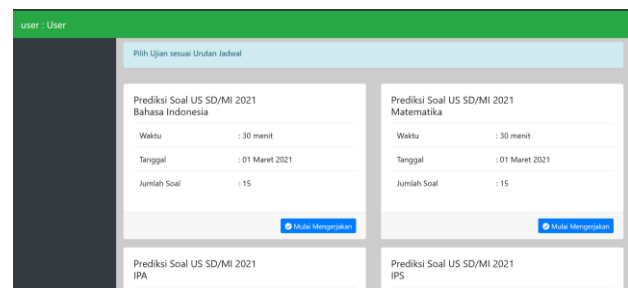 user : User
Pilih Ujian sesuai Urutan Jadwal
Prediksi Soal US SD/MI 2021
Bahasa Indonesia
Waktu : 30 menit
Tanggal : 01 Maret 2021
Jumlah Soal : 15
Mulai Mengerjakan
Prediksi Soal US SD/MI 2021
Matematika
Waktu : 30 menit
Tanggal : 01 Maret 2021
Jumlah Soal : 15
Mulai Mengerjakan
Prediksi Soal US SD/MI 2021
IPA
Prediksi Soal US SD/MI 2021
IPS